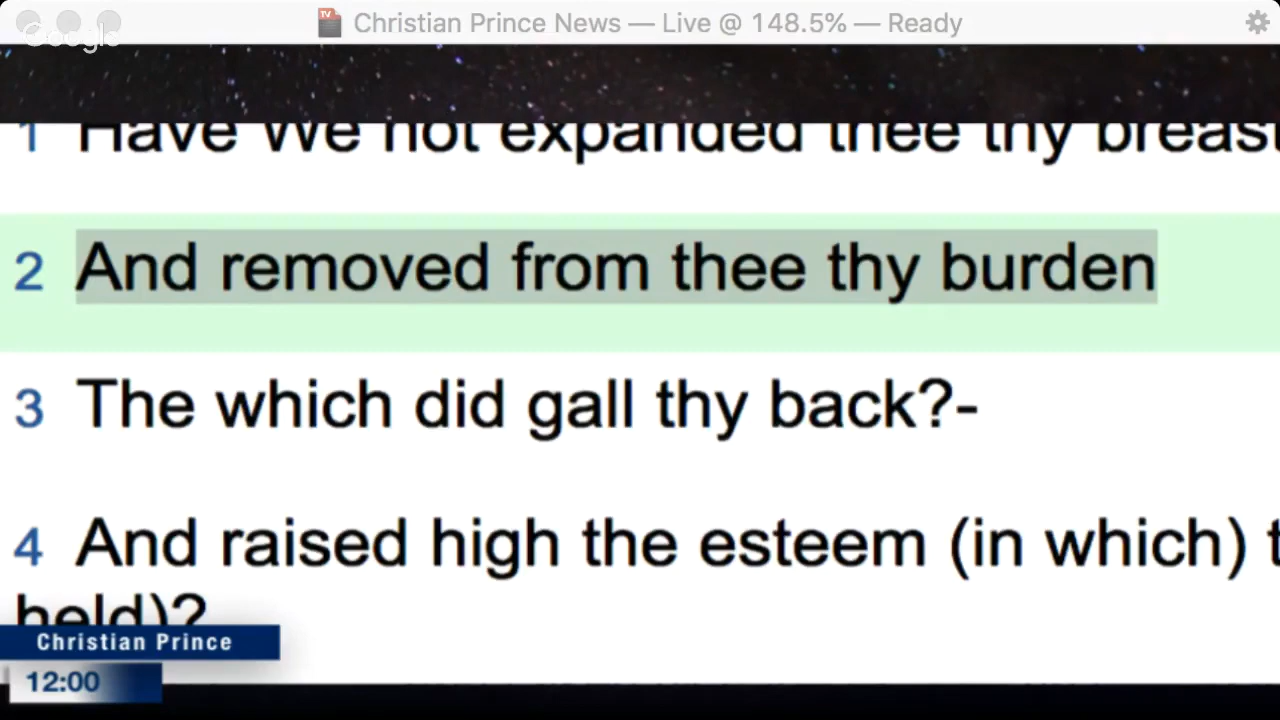 TV Christian Prince News — Live @ 148.5% — Ready
Google
1 Have We not expanded thee thy breast
2 And removed from thee thy burden
3 The which did gall thy back?-
4 And raised high the esteem (in which)
held)?
Christian Prince
12:00